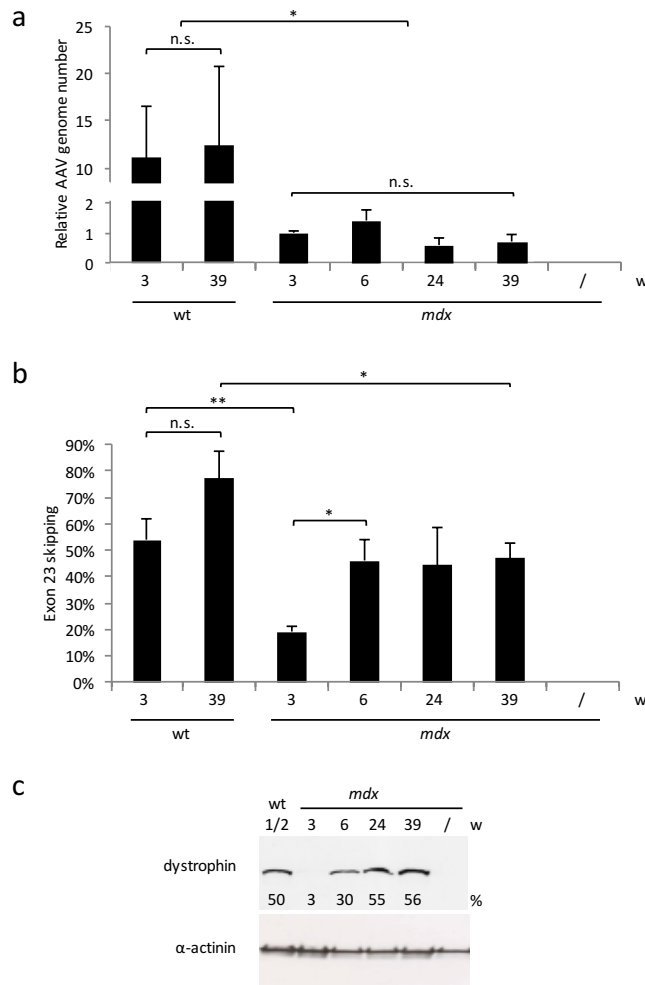 a
*
n.s.
25
20
15
10
n.s.
2
1
0
Relative AAV genome number
3 39 3 6 24 39 / w
wt mdx
b
*
**
n.s.
*
90%
80%
70%
60%
50%
40%
30%
20%
10%
0%
Exon 23 skipping
3 39 3 6 24 39 / w
wt mdx
c
wt mdx
1/2 3 6 24 39 / w
dystrophin
50 3 30 55 56 %
α-actinin